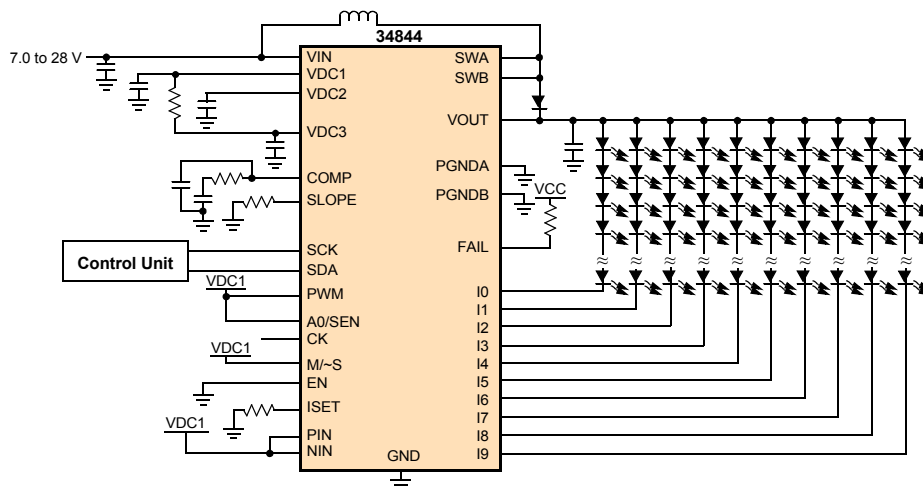 34844
7.0 to 28 V
VIN
VDC1
VDC2
VDC3
COMP
SLOPE
SCK
SDA
PWM
A0/SEN
CK
M/~S
EN
ISET
PIN
NIN
GND
SWA
SWB
VOUT
PGNDA
PGNDB
FAIL
I0
I1
I2
I3
I4
I5
I6
I7
I8
I9
VCC
Control Unit
VDC1
VDC1
VDC1